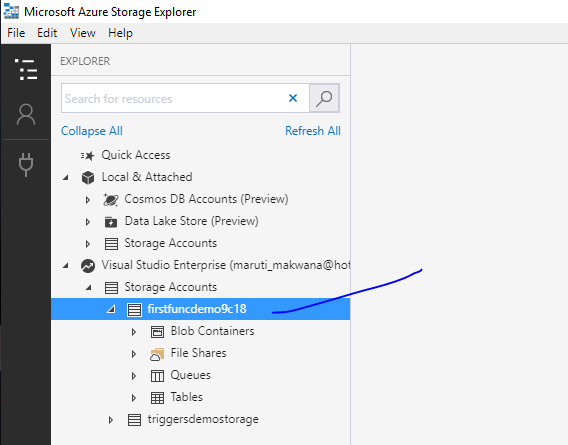 Microsoft Azure Storage Explorer
File Edit View Help
EXPLORER
Search for resources
Collapse All Refresh All
Quick Access
Local & Attached
Cosmos DB Accounts (Preview)
Data Lake Store (Preview)
Storage Accounts
Visual Studio Enterprise (maruti_makwana@hot
Storage Accounts
firstfuncdemo9c18
Blob Containers
File Shares
Queues
Tables
triggersdemostorage